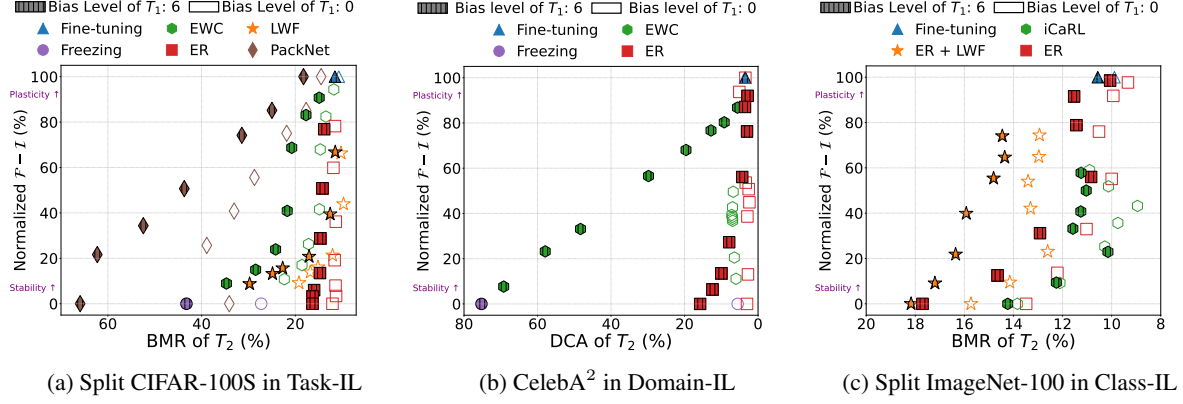 Bias Level of T₁: 6 Bias Level of T₁: 0
Fine-tuning EWC LWF
Freezing ER PackNet
100
80
60
40
20
0
Plasticity ↑
Stability ↑
Normalized F − I (%)
60 40 20
BMR of T₂ (%)
(a) Split CIFAR-100S in Task-IL
Bias Level of T₁: 6 Bias Level of T₁: 0
Fine-tuning EWC
Freezing ER
100
80
60
40
20
0
Plasticity ↑
Stability ↑
Normalized F − I (%)
80 60 40 20 0
DCA of T₂ (%)
(b) CelebA² in Domain-IL
Bias Level of T₁: 6 Bias Level of T₁: 0
Fine-tuning iCaRL
ER + LWF ER
100
80
60
40
20
0
Plasticity ↑
Stability ↑
Normalized F − I (%)
20 18 16 14 12 10 8
BMR of T₂ (%)
(c) Split ImageNet-100 in Class-IL